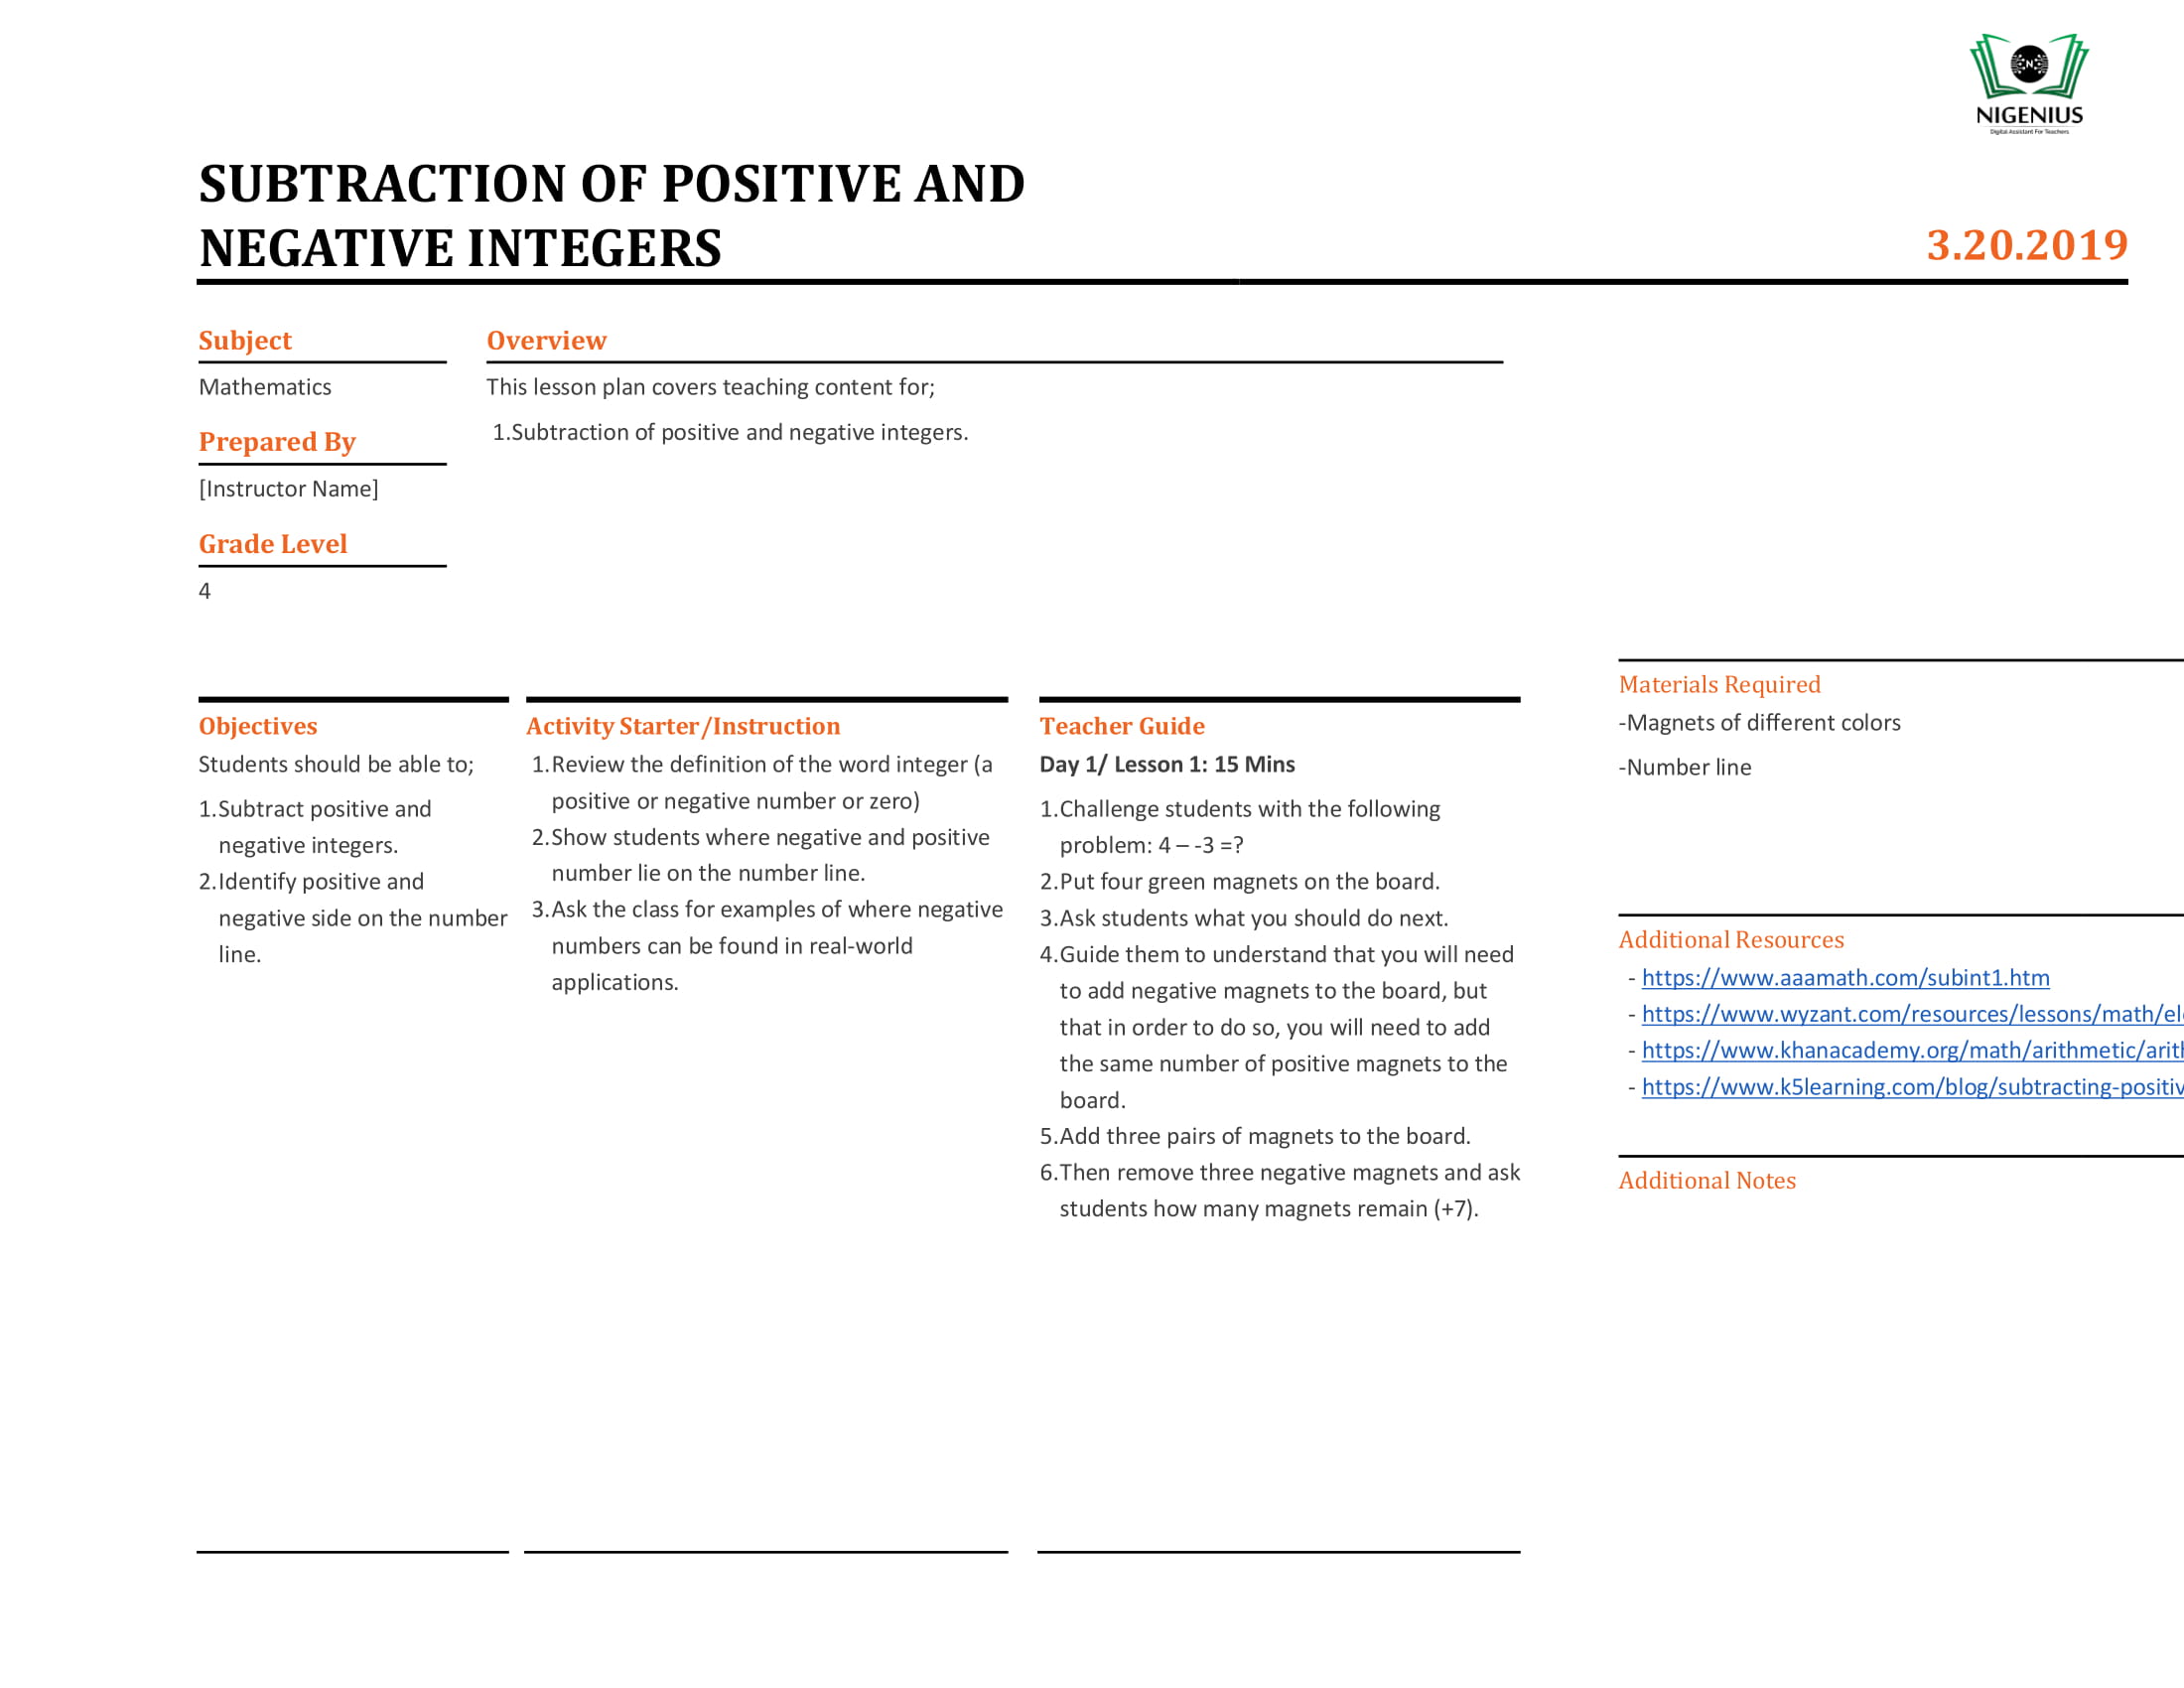 NIGENIUS
Digital Assistant For Teachers
SUBTRACTION OF POSITIVE AND
NEGATIVE INTEGERS
3.20.2019
Subject
Mathematics
Prepared By
[Instructor Name]
Grade Level
4
Overview
This lesson plan covers teaching content for;
1.Subtraction of positive and negative integers.
Objectives
Students should be able to;
1.Subtract positive and
negative integers.
2.Identify positive and
negative side on the number
line.
Activity Starter/Instruction
1.Review the definition of the word integer (a
positive or negative number or zero)
2.Show students where negative and positive
number lie on the number line.
3.Ask the class for examples of where negative
numbers can be found in real-world
applications.
Teacher Guide
Day 1/ Lesson 1: 15 Mins
1.Challenge students with the following
problem: 4 – -3 =?
2.Put four green magnets on the board.
3.Ask students what you should do next.
4.Guide them to understand that you will need
to add negative magnets to the board, but
that in order to do so, you will need to add
the same number of positive magnets to the
board.
5.Add three pairs of magnets to the board.
6.Then remove three negative magnets and ask
students how many magnets remain (+7).
Materials Required
-Magnets of different colors
-Number line
Additional Resources
- https://www.aaamath.com/subint1.htm
- https://www.wyzant.com/resources/lessons/math/el
- https://www.khanacademy.org/math/arithmetic/arit
- https://www.k5learning.com/blog/subtracting-positiv
Additional Notes